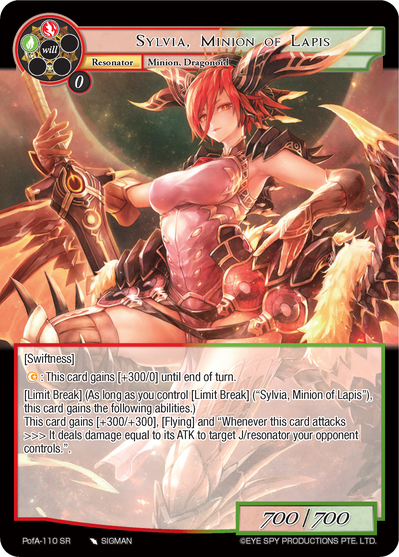 Sylvia, Minion of Lapis
will
Resonator
Minion, Dragonoid
0
[Swiftness]
: This card gains [+300/0] until end of turn.
[Limit Break] (As long as you control [Limit Break] (“Sylvia, Minion of Lapis”),
this card gains the following abilities.)
This card gains [+300/+300], [Flying] and “Whenever this card attacks
>>> It deals damage equal to its ATK to target J/resonator your opponent
controls.”.
700 / 700
PofA-110 SR
SIGMAN
©EYE SPY PRODUCTIONS PTE. LTD.